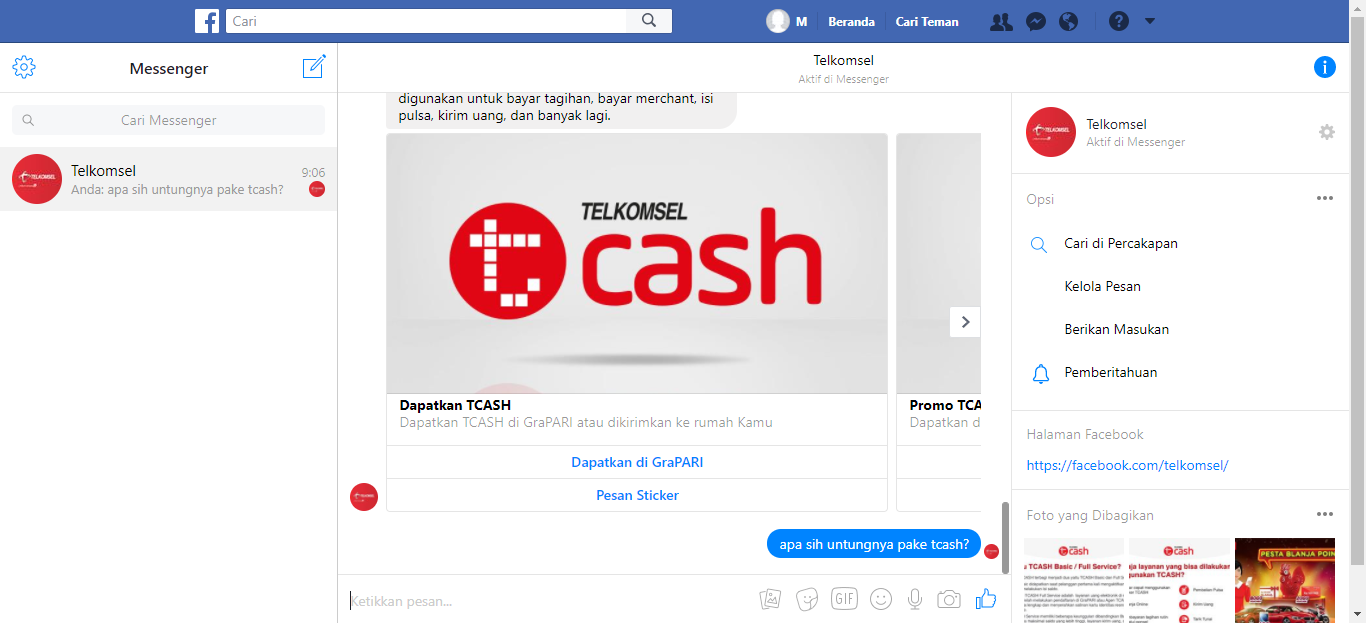 Cari
M
Beranda
Cari Teman
Messenger
Cari Messenger
Telkomsel
9:06
Anda: apa sih untungnya pake tcash?
Telkomsel
Aktif di Messenger
digunakan untuk bayar tagihan, bayar merchant, isi
pulsa, kirim uang, dan banyak lagi.
TELKOMSEL
tcash
Dapatkan TCASH
Dapatkan TCASH di GraPARI atau dikirimkan ke rumah Kamu
Dapatkan di GraPARI
Pesan Sticker
Promo TCA
Dapatkan d
apa sih untungnya pake tcash?
Ketikkan pesan...
GIF
Telkomsel
Aktif di Messenger
Opsi
Cari di Percakapan
Kelola Pesan
Berikan Masukan
Pemberitahuan
Halaman Facebook
https://facebook.com/telkomsel/
Foto yang Dibagikan
tcash
TCASH Basic / Full Service?
tcash
ja layanan yang bisa dilakukan
gunakan TCASH?
PESTA BLANJA POIN